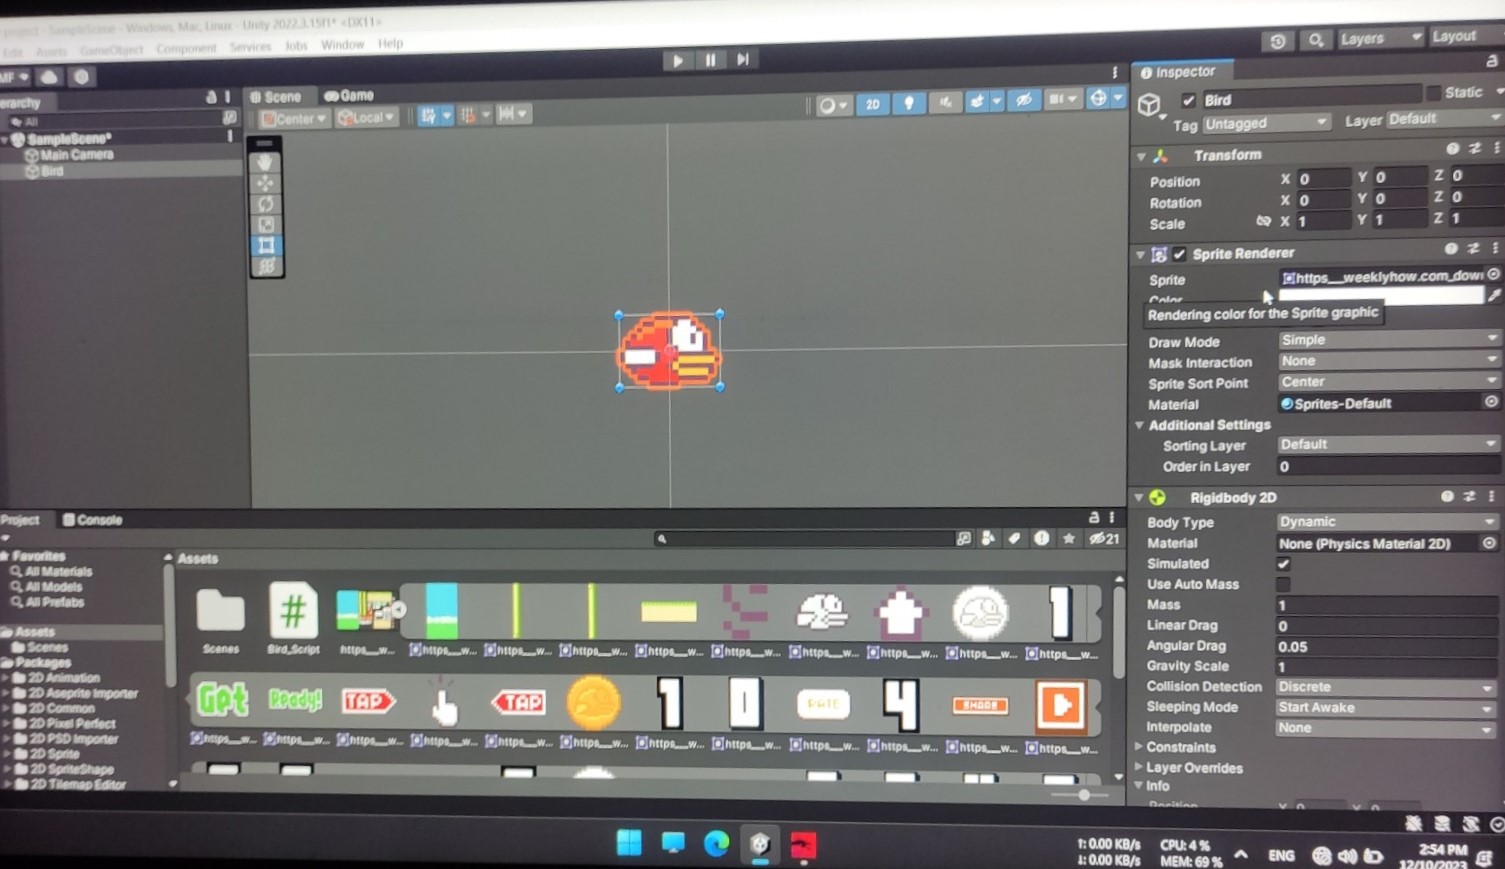 project - SampleScene - Windows, Mac, Linux - Unity 2022.3.15f1* <DX11>
Edit Assets GameObject Component Services Jobs Window Help
MF
Layers
Layout
erarchy
Scene
Game
Inspector
All
Center
Local
2D
Bird
Static
SampleScene*
Tag Untagged
Layer Default
Main Camera
Bird
Transform
Position X 0 Y 0 Z 0
Rotation X 0 Y 0 Z 0
Scale X 1 Y 1 Z 1
Sprite Renderer
Sprite https__weeklyhow.com_dow
Color
Rendering color for the Sprite graphic
Draw Mode Simple
Mask Interaction None
Sprite Sort Point Center
Material Sprites-Default
Additional Settings
Sorting Layer Default
Order in Layer 0
Rigidbody 2D
Body Type Dynamic
Material None (Physics Material 2D)
Simulated
Use Auto Mass
Mass 1
Linear Drag 0
Angular Drag 0.05
Gravity Scale 1
Collision Detection Discrete
Sleeping Mode Start Awake
Interpolate None
Constraints
Layer Overrides
Info
Position X 0 Y 0
Project
Console
21
Favorites
All Materials
All Models
All Prefabs
Assets
Scenes
Packages
2D Animation
2D Aseprite Importer
2D Common
2D Pixel Perfect
2D PSD Importer
2D Sprite
2D SpriteShape
2D Tilemap Editor
Assets
1
Scenes Bird_Script https__w... https__w... https__w... https__w... https__w... https__w... https__w... https__w... https__w... https__w...
Get Ready! TAP TAP 1 0 RATE 4 SHARE
https__w... https__w... https__w... https__w... https__w... https__w... https__w... https__w... https__w... https__w... https__w... https__w...
↑: 0.00 KB/s
↓: 0.00 KB/s
CPU: 4 %
MEM: 69 %
ENG
2:54 PM
12/10/2023